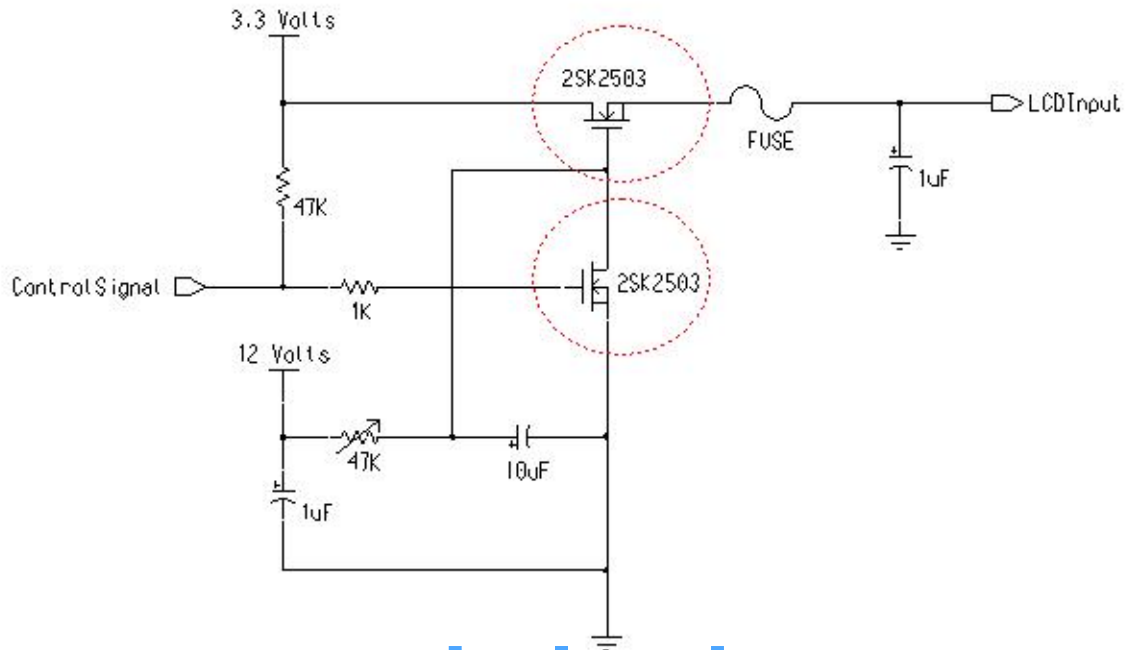 3.3 Volts
2SK2503
LCDInput
FUSE
1uF
47K
ControlSignal
2SK2503
1K
12 Volts
47K
10uF
1uF